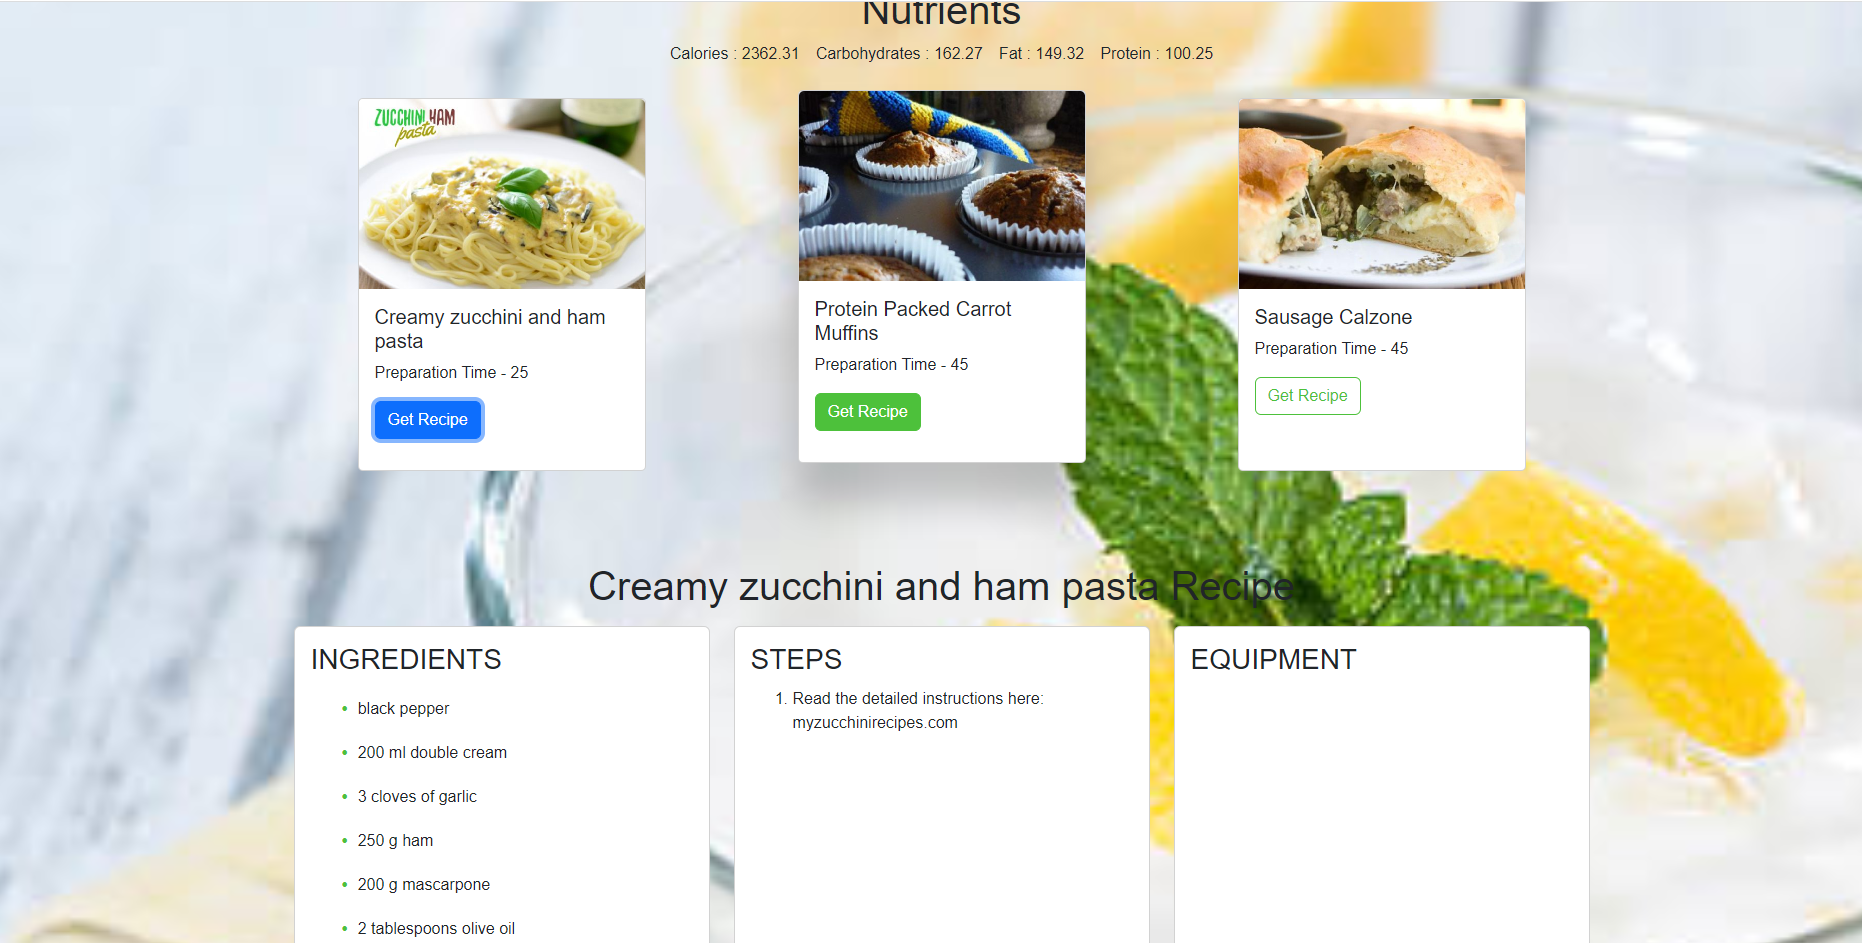 Nutrients
Calories : 2362.31 Carbohydrates : 162.27 Fat : 149.32 Protein : 100.25
ZUCCHINI HAM
pasta
Creamy zucchini and ham
pasta
Preparation Time - 25
Get Recipe
Protein Packed Carrot
Muffins
Preparation Time - 45
Get Recipe
Sausage Calzone
Preparation Time - 45
Get Recipe
Creamy zucchini and ham pasta Recipe
INGREDIENTS
• black pepper
• 200 ml double cream
• 3 cloves of garlic
• 250 g ham
• 200 g mascarpone
• 2 tablespoons olive oil
STEPS
1. Read the detailed instructions here:
myzucchinirecipes.com
EQUIPMENT